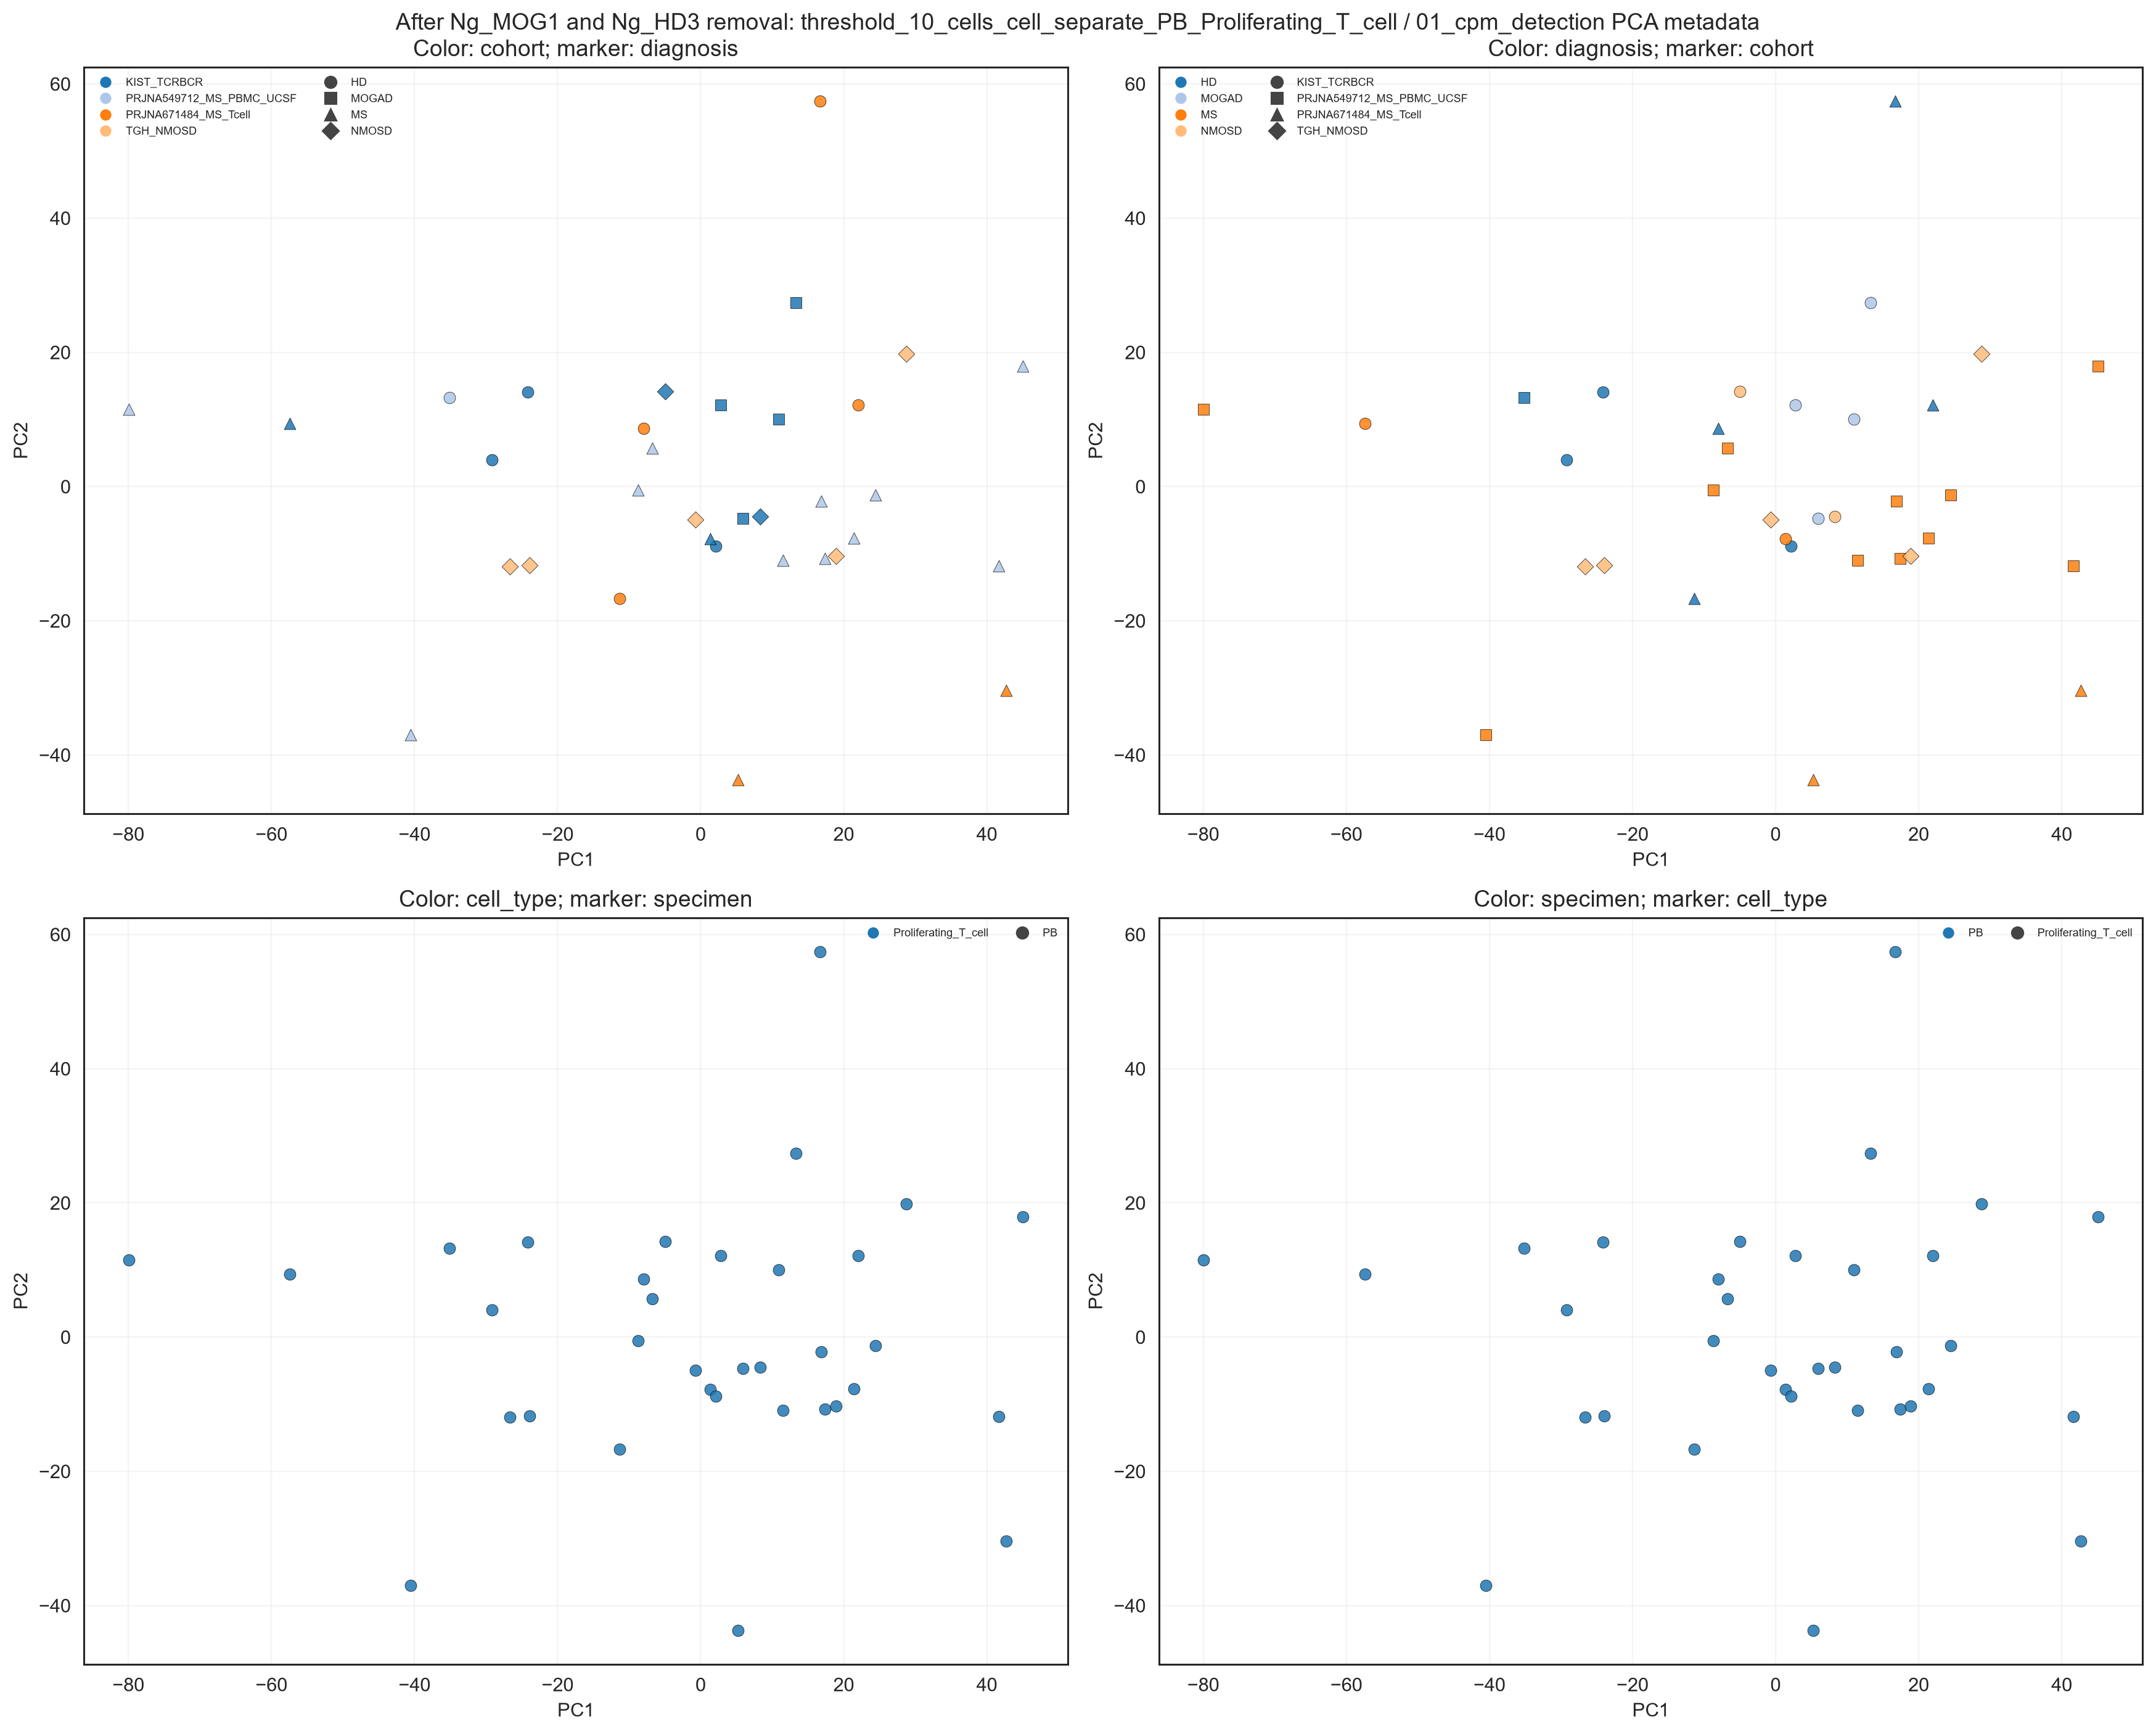 After Ng_MOG1 and Ng_HD3 removal: threshold_10_cells_cell_separate_PB_Proliferating_T_cell / 01_cpm_detection PCA metadata
Color: cohort; marker: diagnosis
KIST_TCRBCR
PRJNA549712_MS_PBMC_UCSF
PRJNA671484_MS_Tcell
TGH_NMOSD
HD
MOGAD
MS
NMOSD
60
40
20
0
−20
−40
PC2
−80
−60
−40
−20
0
20
40
PC1
Color: diagnosis; marker: cohort
HD
MOGAD
MS
NMOSD
KIST_TCRBCR
PRJNA549712_MS_PBMC_UCSF
PRJNA671484_MS_Tcell
TGH_NMOSD
60
40
20
0
−20
−40
PC2
−80
−60
−40
−20
0
20
40
PC1
Color: cell_type; marker: specimen
Proliferating_T_cell
PB
60
40
20
0
−20
−40
PC2
−80
−60
−40
−20
0
20
40
PC1
Color: specimen; marker: cell_type
PB
Proliferating_T_cell
60
40
20
0
−20
−40
PC2
−80
−60
−40
−20
0
20
40
PC1